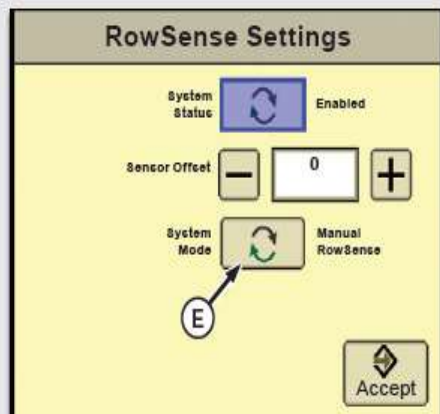 RowSense Settings
System
Status
Enabled
Sensor Offset
0
System
Mode
Manual
RowSense
E
Accept